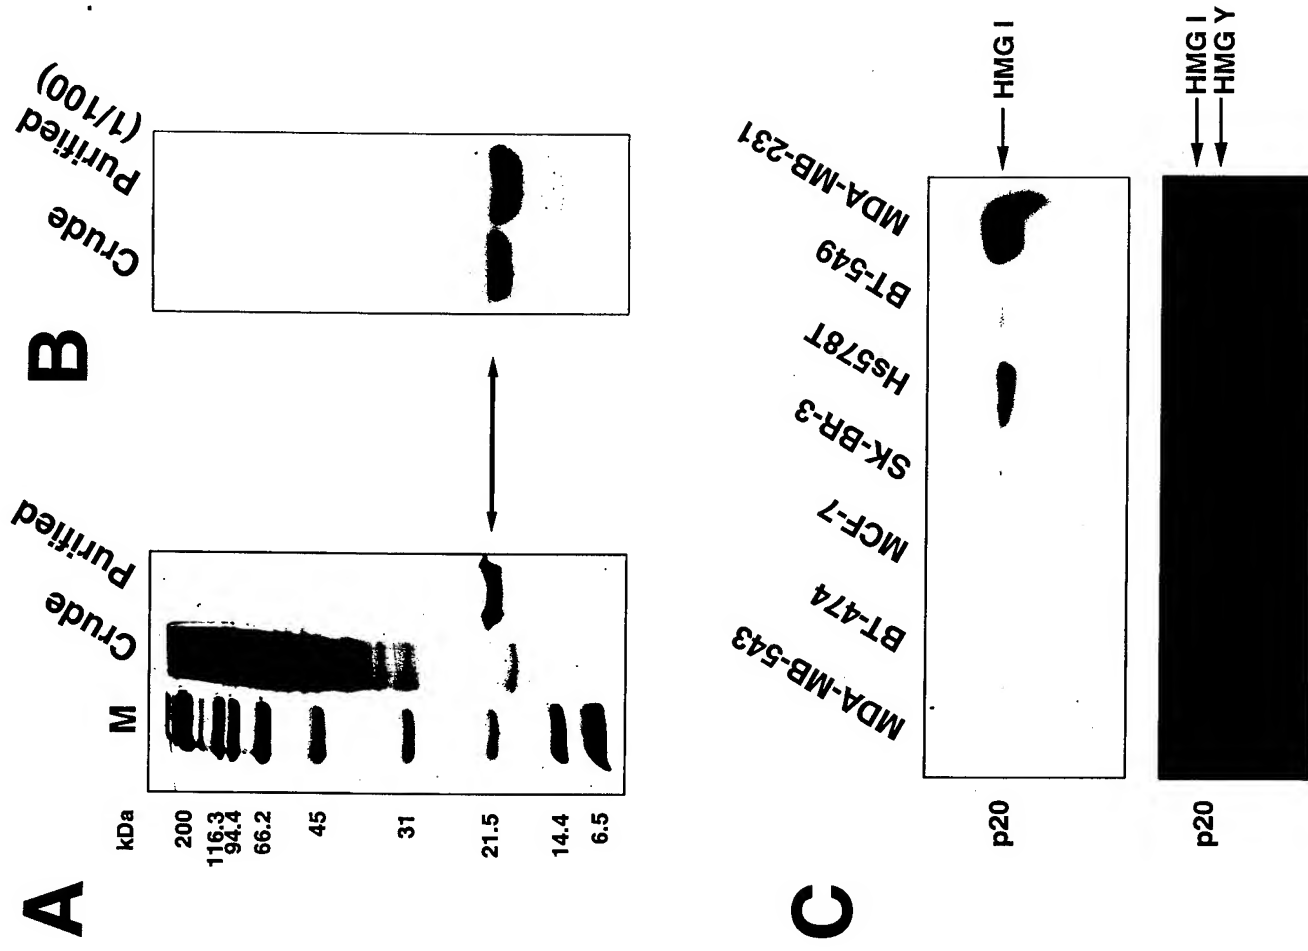 A
kDa
200
116.3
94.4
66.2
45
31
21.5
14.4
6.5
M
Crude
Purified
B
Crude
Purified
(1/100)
C
MDA-MB-543
BT-474
MCF-7
SK-BR-3
Hs578T
BT-549
MDA-MB-231
p20
HMG I
p20
HMG I
HMG Y